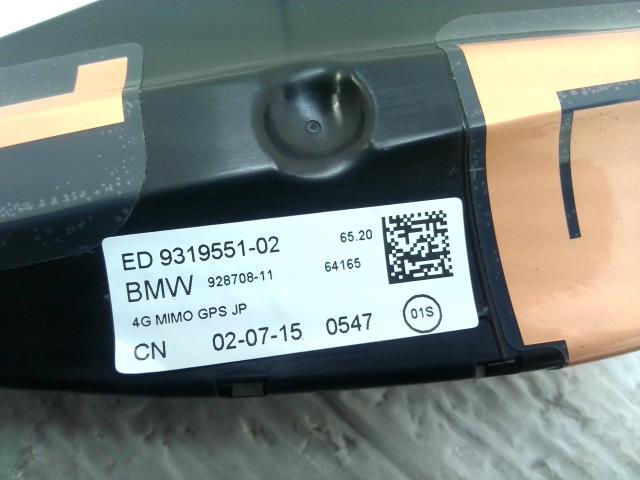 ED 9319551-02 65.20
BMW 928708-11 64165
4G MIMO GPS JP
CN 02-07-15 0547 01S